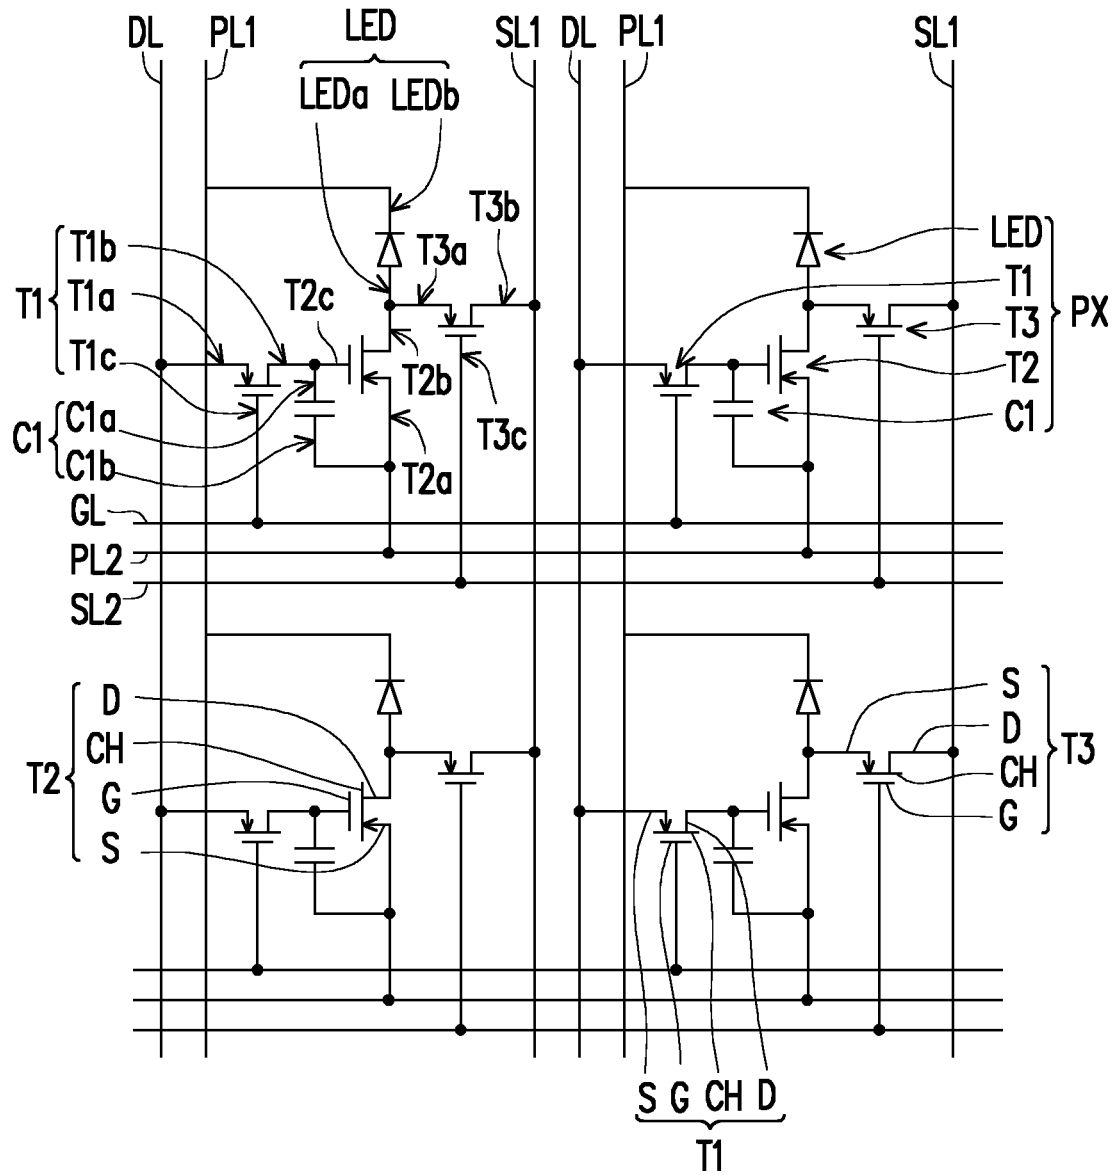 DL PL1 LED SL1 DL PL1 SL1
LEDa LEDb
T3b
T1b T3a LED
T1 T1a T2c T1
T3 PX
T1c T2b T2
C1a T3c C1
C1 C1b T2a
GL
PL2
SL2
D S
CH D
T2 T3
G CH
S G
S G CH D
T1